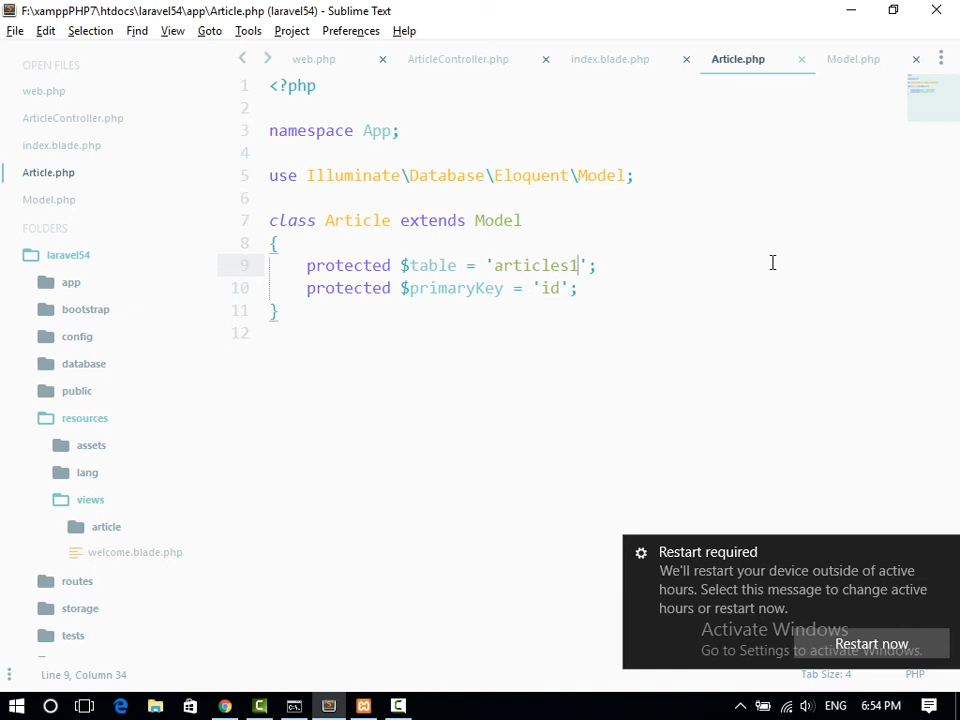 F:\xamppPHP7\htdocs\laravel54\app\Article.php (laravel54) - Sublime Text
File Edit Selection Find View Goto Tools Project Preferences Help
OPEN FILES
web.php
ArticleController.php
index.blade.php
Article.php
Model.php
FOLDERS
laravel54
app
bootstrap
config
database
public
resources
assets
lang
views
article
welcome.blade.php
routes
storage
tests
web.php ArticleController.php index.blade.php Article.php Model.php
1 <?php
2
3 namespace App;
4
5 use Illuminate\Database\Eloquent\Model;
6
7 class Article extends Model
8 {
9 protected $table = 'articles1';
10 protected $primaryKey = 'id';
11 }
12
Restart required
We'll restart your device outside of active
hours. Select this message to change active
hours or restart now.
Restart now
Activate Windows
Go to Settings to activate Windows.
Line 9, Column 34
Tab Size: 4 PHP
ENG 6:54 PM